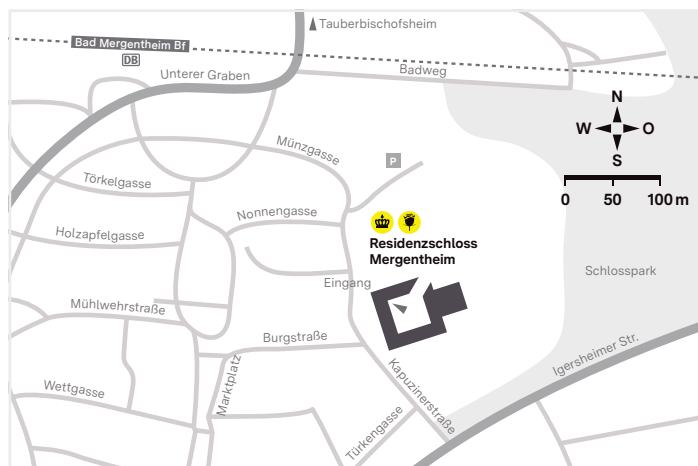 Tauberbischofsheim
Bad Mergentheim Bf
DB
Unterer Graben
Badweg
N
W O
S
0 50 100 m
Münzgasse
P
Törkelgasse
Nonnengasse
Holzapfelgasse
Residenzschloss
Mergentheim
Schlosspark
Eingang
Mühlwehrstraße
Burgstraße
Igersheimer Str.
Kapuzinerstraße
Marktplatz
Wettgasse
Türkengasse